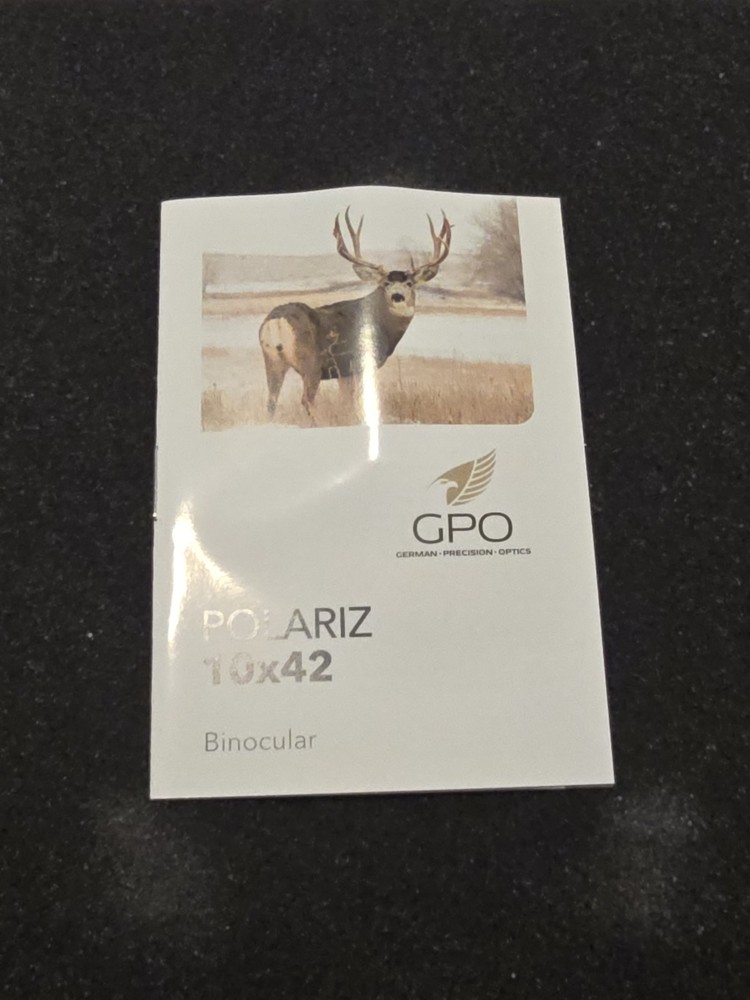 GPO
GERMAN · PRECISION · OPTICS
POLARIZ
10x42
Binocular